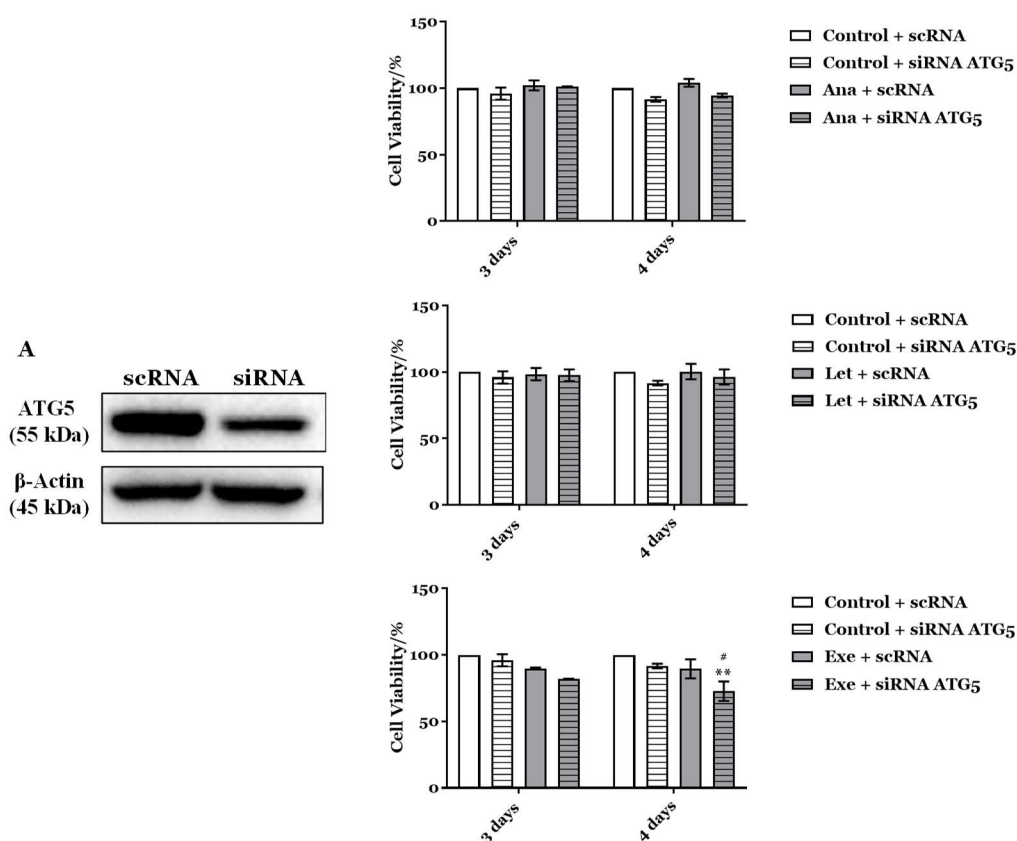 A
scRNA siRNA
ATG5
(55 kDa)
β-Actin
(45 kDa)
Cell Viability/%
150
100
50
0
3 days
4 days
Control + scRNA
Control + siRNA ATG5
Ana + scRNA
Ana + siRNA ATG5
Cell Viability/%
150
100
50
0
3 days
4 days
Control + scRNA
Control + siRNA ATG5
Let + scRNA
Let + siRNA ATG5
Cell Viability/%
150
100
50
0
#
**
3 days
4 days
Control + scRNA
Control + siRNA ATG5
Exe + scRNA
Exe + siRNA ATG5